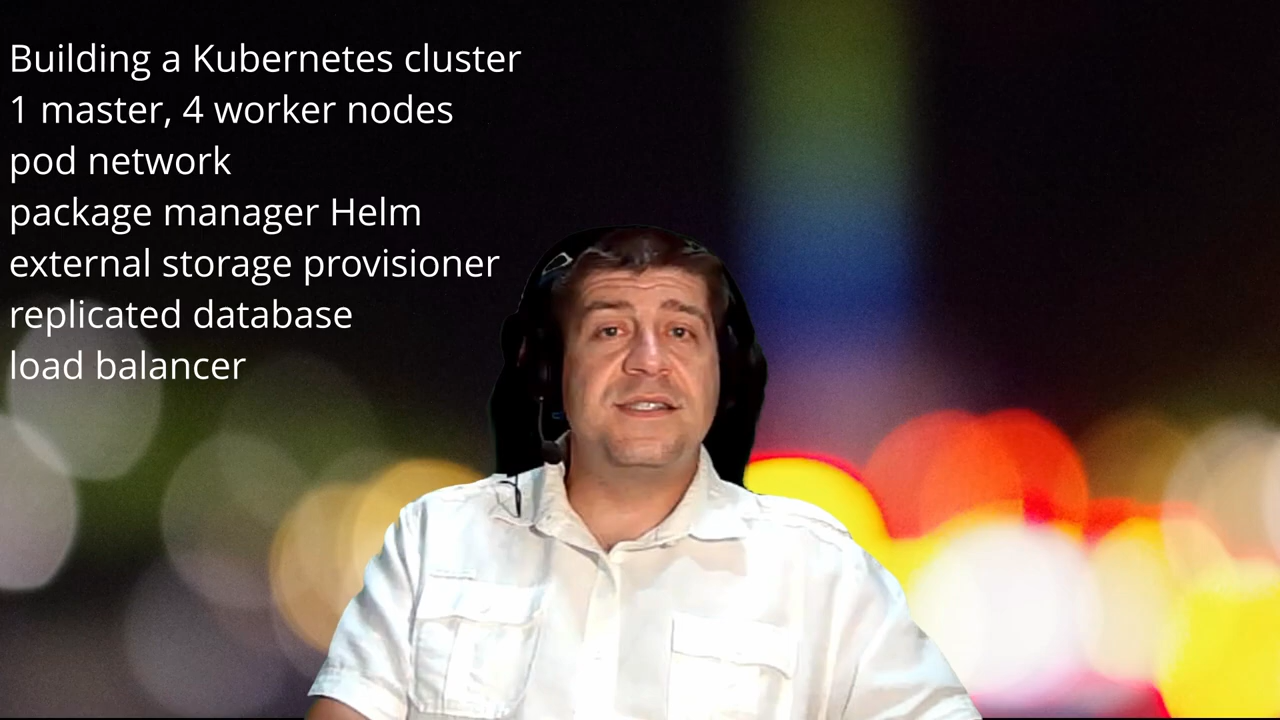 Building a Kubernetes cluster
1 master, 4 worker nodes
pod network
package manager Helm
external storage provisioner
replicated database
load balancer